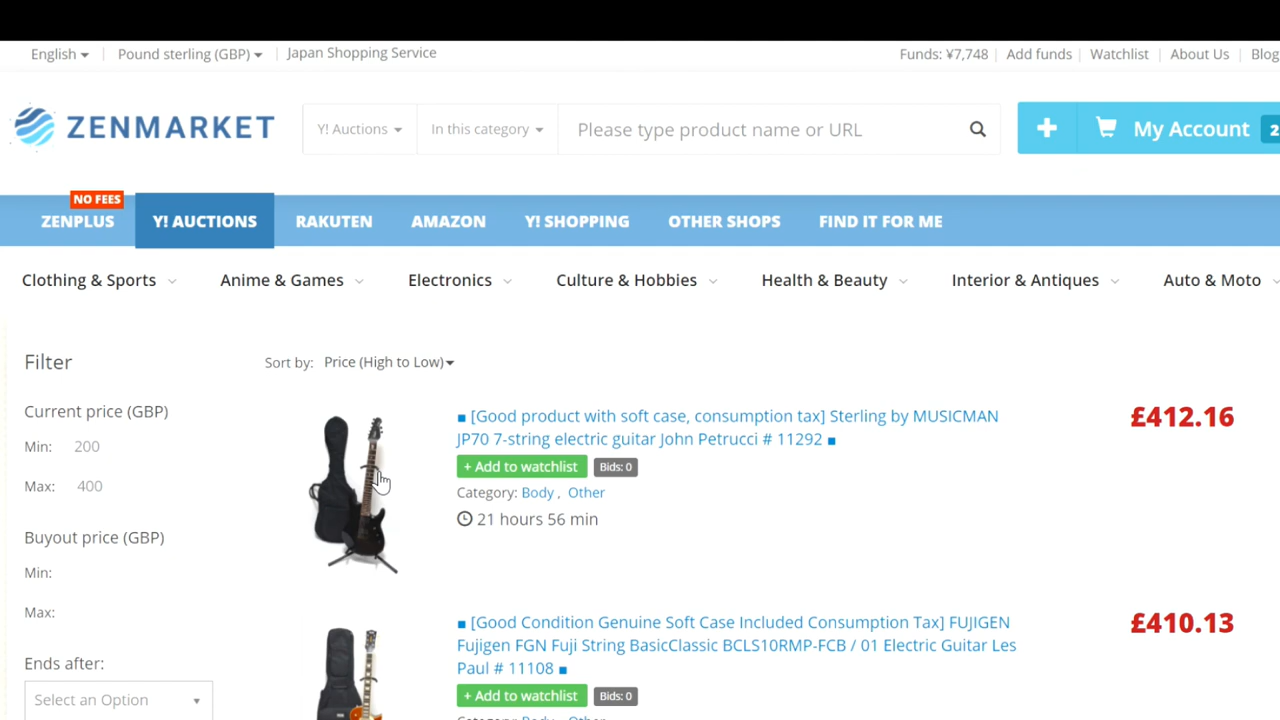 English
Pound sterling (GBP)
Japan Shopping Service
Funds: ¥7,748
Add funds
Watchlist
About Us
Blog
ZENMARKET
Y! Auctions
In this category
Please type product name or URL
My Account
2
NO FEES
ZENPLUS
Y! AUCTIONS
RAKUTEN
AMAZON
Y! SHOPPING
OTHER SHOPS
FIND IT FOR ME
Clothing & Sports
Anime & Games
Electronics
Culture & Hobbies
Health & Beauty
Interior & Antiques
Auto & Moto
Filter
Current price (GBP)
Min: 200
Max: 400
Buyout price (GBP)
Min:
Max:
Ends after:
Select an Option
Sort by: Price (High to Low)
■ [Good product with soft case, consumption tax] Sterling by MUSICMAN
JP70 7-string electric guitar John Petrucci # 11292 ■
+ Add to watchlist
Bids: 0
Category: Body , Other
21 hours 56 min
£412.16
■ [Good Condition Genuine Soft Case Included Consumption Tax] FUJIGEN
Fujigen FGN Fuji String BasicClassic BCLS10RMP-FCB / 01 Electric Guitar Les
Paul # 11108 ■
+ Add to watchlist
Bids: 0
£410.13